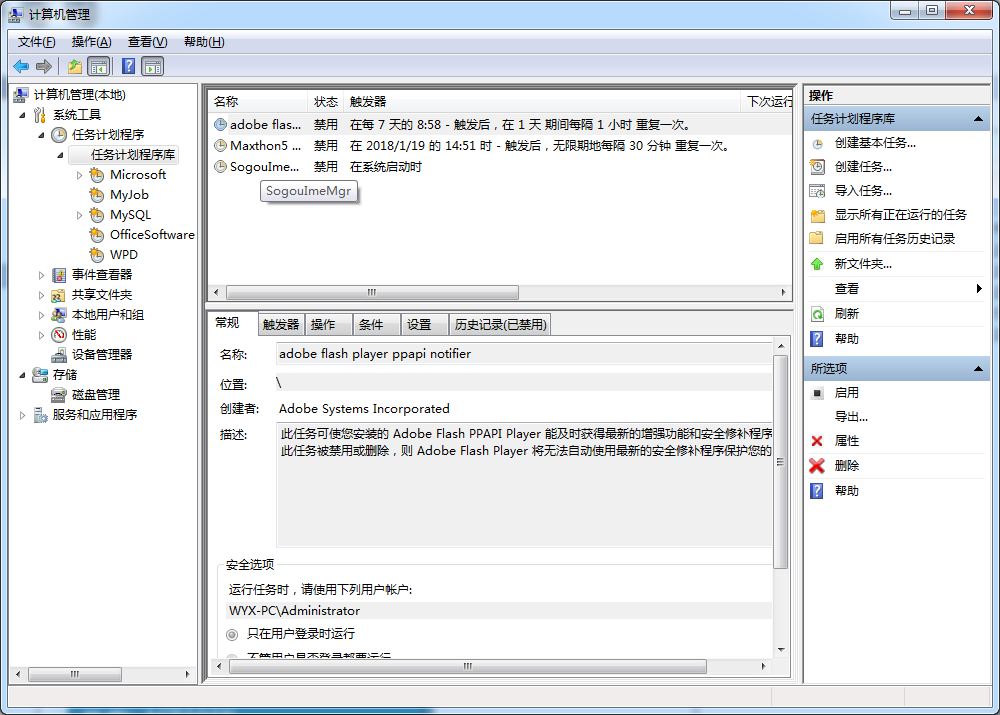 计算机管理
文件(F) 操作(A) 查看(V) 帮助(H)
计算机管理(本地)
系统工具
任务计划程序
任务计划程序库
Microsoft
MyJob
MySQL
OfficeSoftware
WPD
事件查看器
共享文件夹
本地用户和组
性能
设备管理器
存储
磁盘管理
服务和应用程序
名称 状态 触发器 下次运行
adobe flas... 禁用 在每 7 天的 8:58 - 触发后，在 1 天 期间每隔 1 小时 重复一次。
Maxthon5 ... 禁用 在 2018/1/19 的 14:51 时 - 触发后，无限期地每隔 30 分钟 重复一次。
SogouIme... 禁用 在系统启动时
SogouImeMgr
常规 触发器 操作 条件 设置 历史记录(已禁用)
名称: adobe flash player ppapi notifier
位置: \
创建者: Adobe Systems Incorporated
描述: 此任务可使您安装的 Adobe Flash PPAPI Player 能及时获得最新的增强功能和安全修补程序
此任务被禁用或删除，则 Adobe Flash Player 将无法自动使用最新的安全修补程序保护您的
安全选项
运行任务时，请使用下列用户帐户:
WYX-PC\Administrator
只在用户登录时运行
不管用户是否登录都要运行
操作
任务计划程序库
创建基本任务...
创建任务...
导入任务...
显示所有正在运行的任务
启用所有任务历史记录
新文件夹...
查看
刷新
帮助
所选项
启用
导出...
属性
删除
帮助